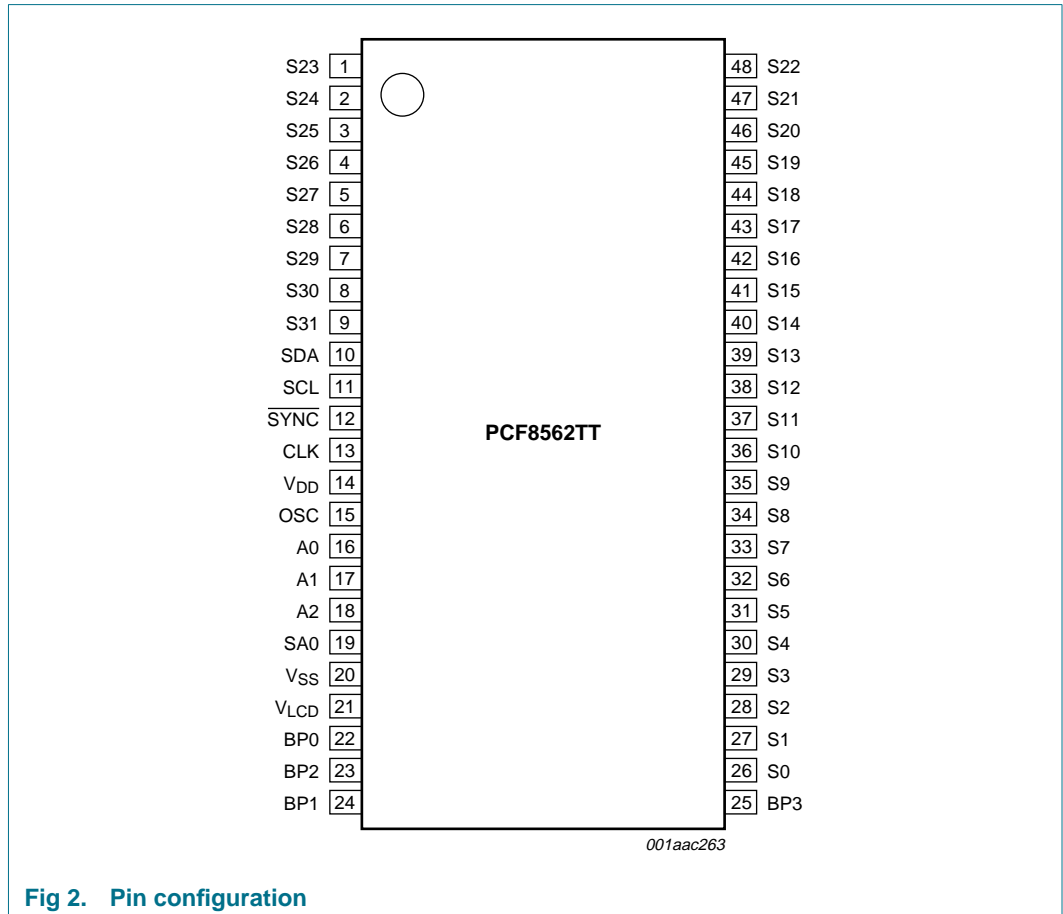 S23 1 48 S22
S24 2 47 S21
S25 3 46 S20
S26 4 45 S19
S27 5 44 S18
S28 6 43 S17
S29 7 42 S16
S30 8 41 S15
S31 9 40 S14
SDA 10 39 S13
SCL 11 38 S12
SYNC 12 37 S11
PCF8562TT
CLK 13 36 S10
VDD 14 35 S9
OSC 15 34 S8
A0 16 33 S7
A1 17 32 S6
A2 18 31 S5
SA0 19 30 S4
VSS 20 29 S3
VLCD 21 28 S2
BP0 22 27 S1
BP2 23 26 S0
BP1 24 25 BP3
001aac263
Fig 2. Pin configuration